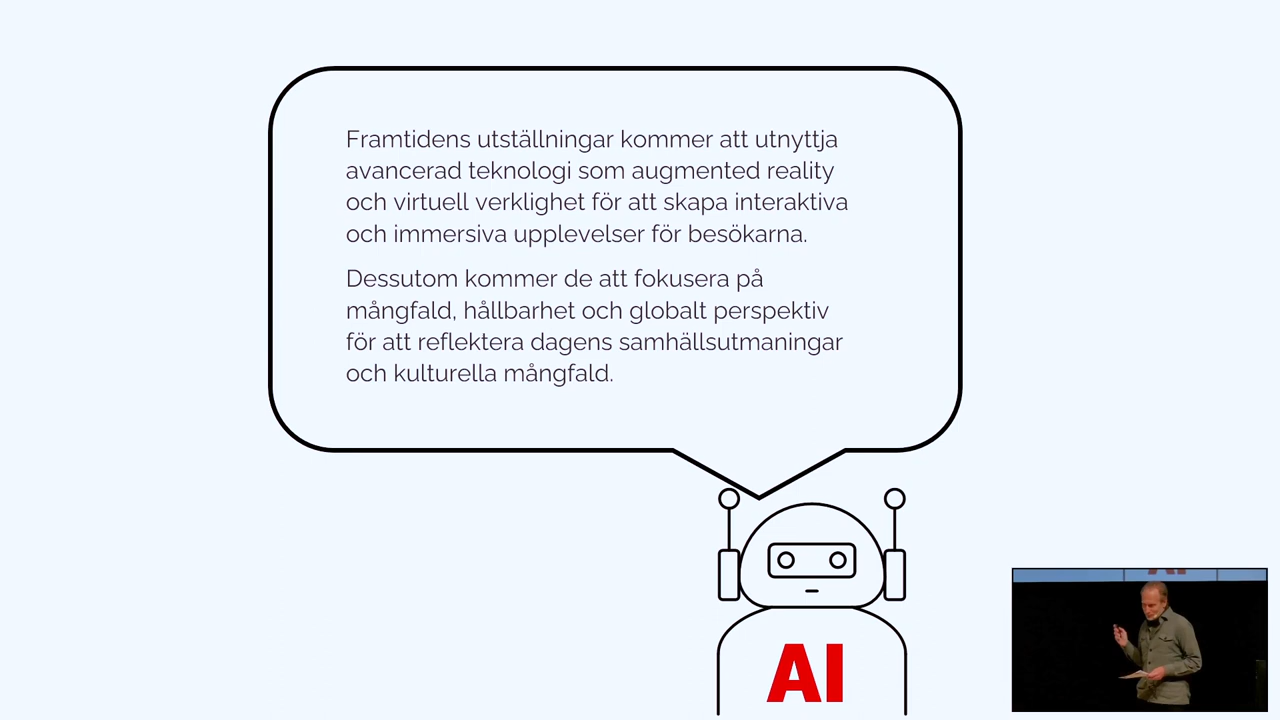 Framtidens utställningar kommer att utnyttja
avancerad teknologi som augmented reality
och virtuell verklighet för att skapa interaktiva
och immersiva upplevelser för besökarna.
Dessutom kommer de att fokusera på
mångfald, hållbarhet och globalt perspektiv
för att reflektera dagens samhällsutmaningar
och kulturella mångfald.
AI